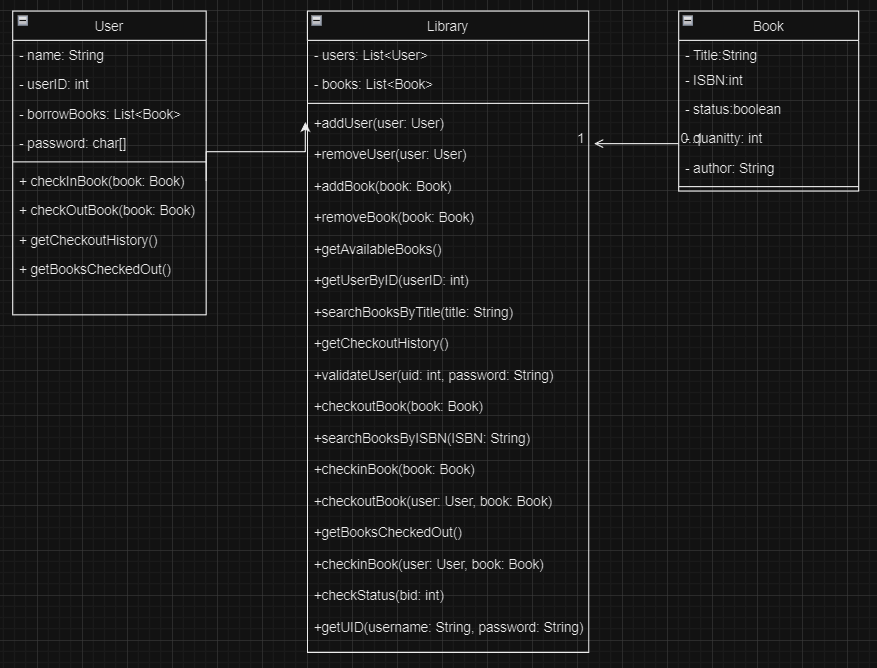 User
- name: String
- userID: int
- borrowBooks: List<Book>
- password: char[]
+ checkInBook(book: Book)
+ checkOutBook(book: Book)
+ getCheckoutHistory()
+ getBooksCheckedOut()
Library
- users: List<User>
- books: List<Book>
+addUser(user: User)
+removeUser(user: User)
+addBook(book: Book)
+removeBook(book: Book)
+getAvailableBooks()
+getUserByID(userID: int)
+searchBooksByTitle(title: String)
+getCheckoutHistory()
+validateUser(uid: int, password: String)
+checkoutBook(book: Book)
+searchBooksByISBN(ISBN: String)
+checkinBook(book: Book)
+checkoutBook(user: User, book: Book)
+getBooksCheckedOut()
+checkinBook(user: User, book: Book)
+checkStatus(bid: int)
+getUID(username: String, password: String)
1
Book
- Title:String
- ISBN:int
- status:boolean
- quanitty: int
- author: String